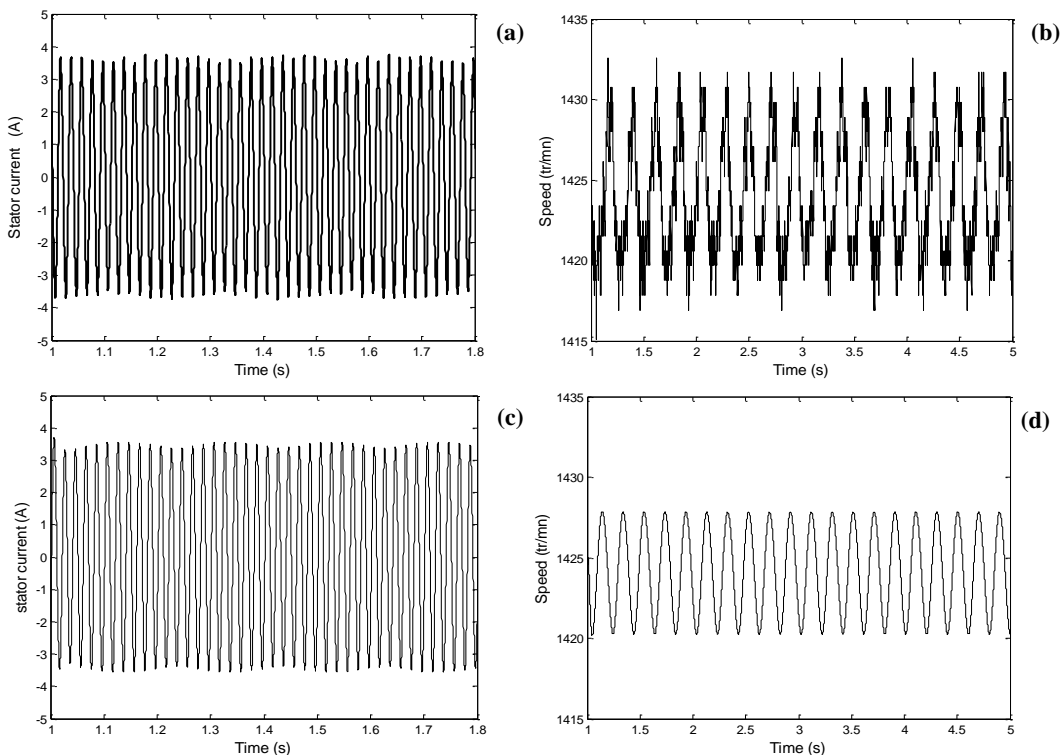 (a)
Stator current (A)
5
4
3
2
1
0
-1
-2
-3
-4
-5
1 1.1 1.2 1.3 1.4 1.5 1.6 1.7 1.8
Time (s)
(b)
Speed (tr/mn)
1435
1430
1425
1420
1415
1 1.5 2 2.5 3 3.5 4 4.5 5
Time (s)
(c)
stator current (A)
5
4
3
2
1
0
-1
-2
-3
-4
-5
1 1.1 1.2 1.3 1.4 1.5 1.6 1.7 1.8
Time (s)
(d)
Speed (tr/mn)
1435
1430
1425
1420
1415
1 1.5 2 2.5 3 3.5 4 4.5 5
Time (s)